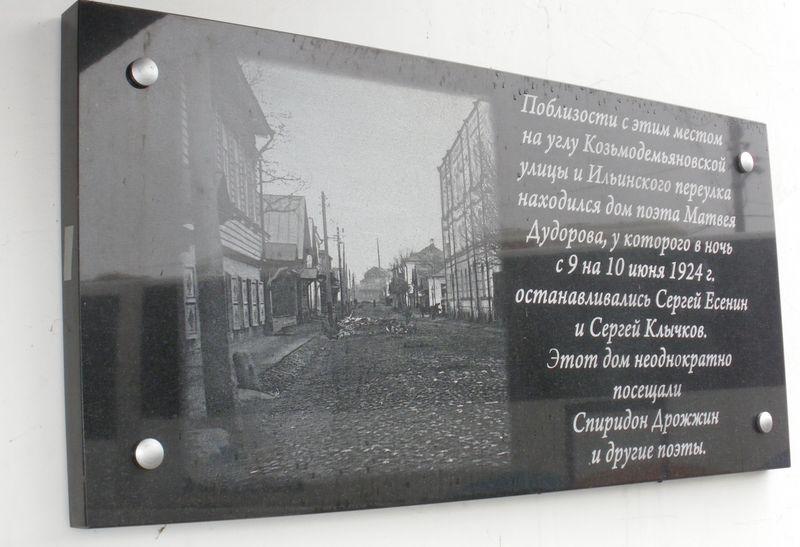 Поблизости с этим местом
на углу Козьмодемьяновской
улицы и Ильинского переулка
находился дом поэта Матвея
Дудорова, у которого в ночь
с 9 на 10 июня 1924 г.
останавливались Сергей Есенин
и Сергей Клычков.
Этот дом неоднократно
посещали
Спиридон Дрожжин
и другие поэты.